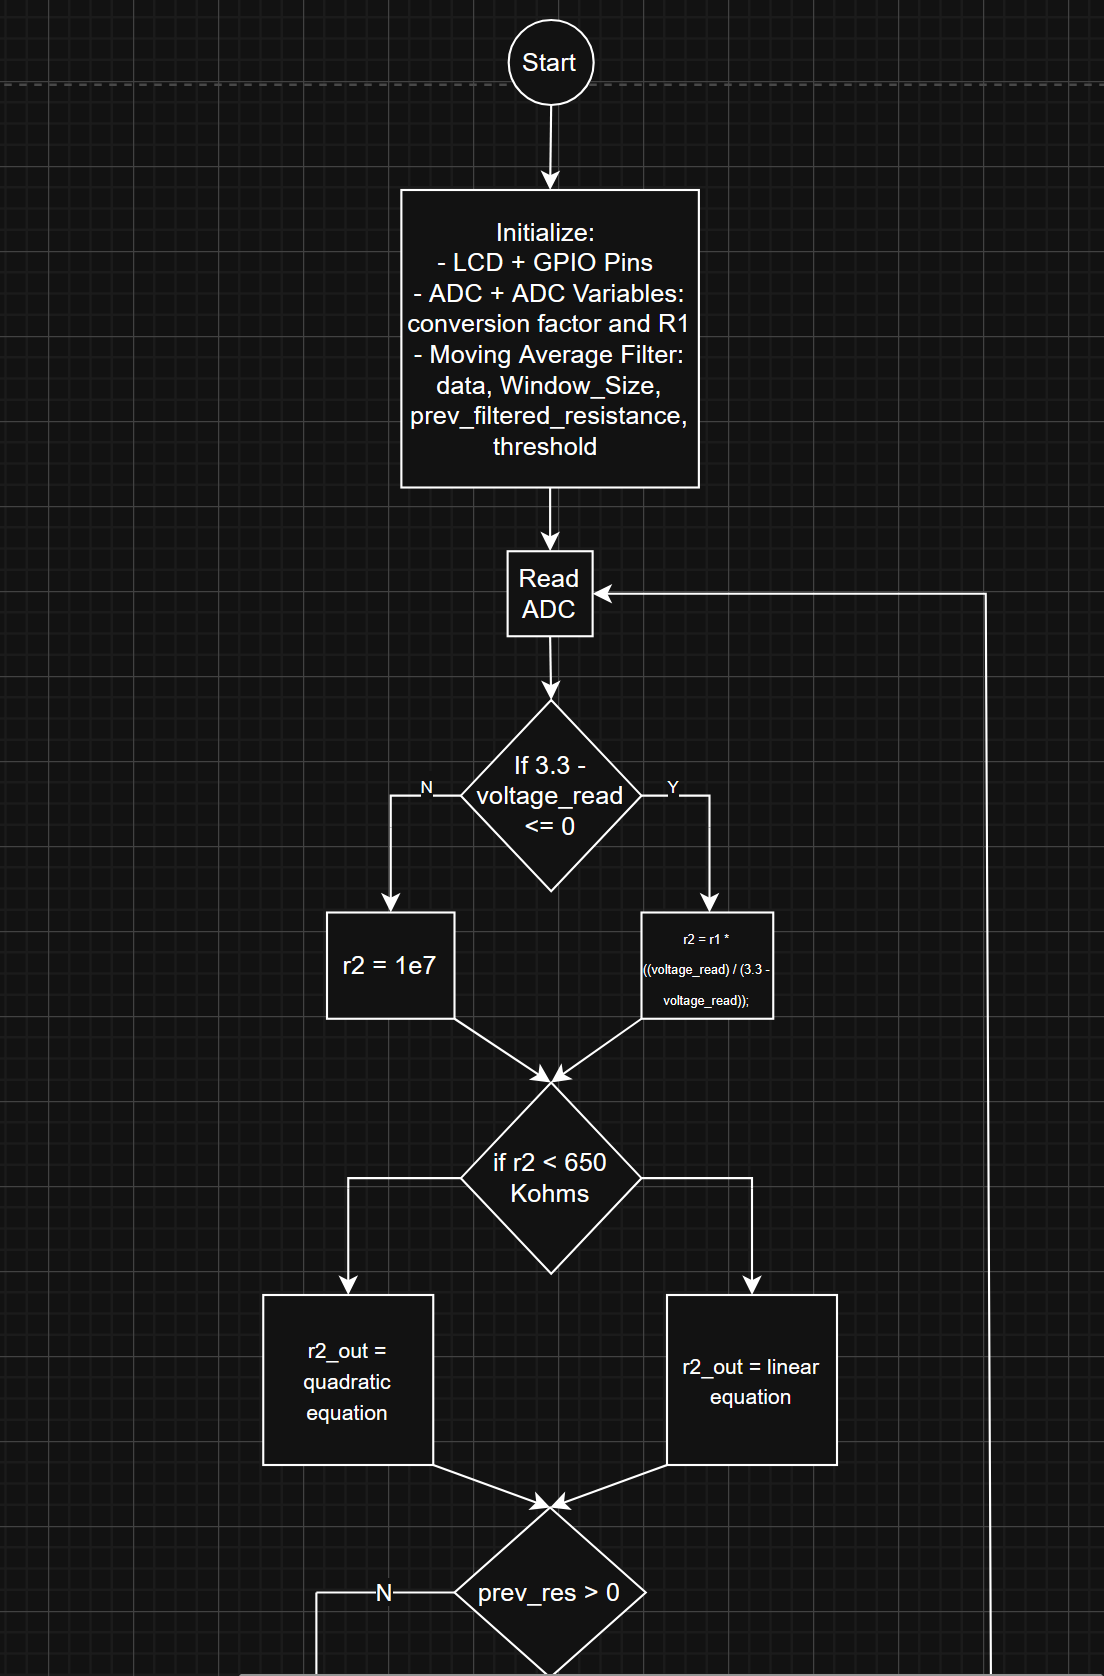 Start
Initialize:
- LCD + GPIO Pins
- ADC + ADC Variables:
conversion factor and R1
- Moving Average Filter:
data, Window_Size,
prev_filtered_resistance,
threshold
Read
ADC
If 3.3 -
voltage_read
<= 0
N
Y
r2 = 1e7
r2 = r1 *
((voltage_read) / (3.3 -
voltage_read));
if r2 < 650
Kohms
r2_out =
quadratic
equation
r2_out = linear
equation
prev_res > 0
N